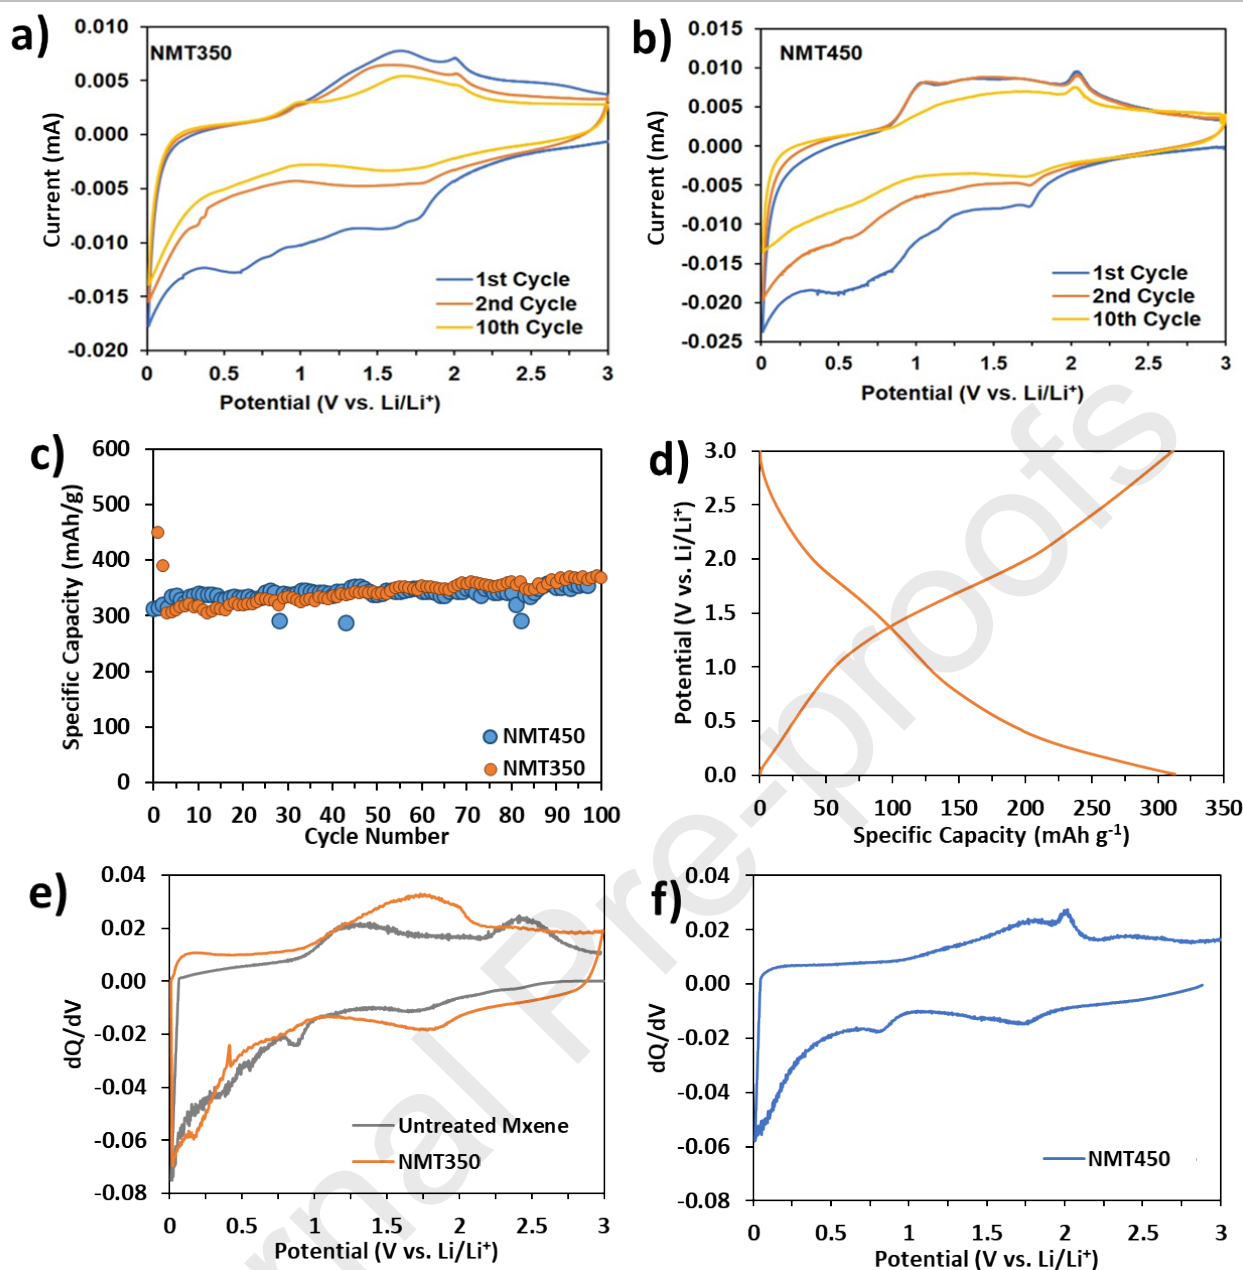 a)
NMT350
0.010
0.005
0.000
-0.005
-0.010
-0.015
-0.020
Current (mA)
1st Cycle
2nd Cycle
10th Cycle
0 0.5 1 1.5 2 2.5 3
Potential (V vs. Li/Li⁺)
b)
NMT450
0.015
0.010
0.005
0.000
-0.005
-0.010
-0.015
-0.020
-0.025
Current (mA)
1st Cycle
2nd Cycle
10th Cycle
0 0.5 1 1.5 2 2.5 3
Potential (V vs. Li/Li⁺)
c)
600
500
400
300
200
100
0
Specific Capacity (mAh/g)
NMT450
NMT350
0 10 20 30 40 50 60 70 80 90 100
Cycle Number
d)
3.0
2.5
2.0
1.5
1.0
0.5
0.0
Potential (V vs. Li/Li⁺)
0 50 100 150 200 250 300 350
Specific Capacity (mAh g⁻¹)
e)
0.04
0.02
0.00
-0.02
-0.04
-0.06
-0.08
dQ/dV
Untreated Mxene
NMT350
0 0.5 1 1.5 2 2.5 3
Potential (V vs. Li/Li⁺)
f)
0.04
0.02
0.00
-0.02
-0.04
-0.06
-0.08
dQ/dV
NMT450
0 0.5 1 1.5 2 2.5 3
Potential (V vs. Li/Li⁺)
rnal Pre-proofs